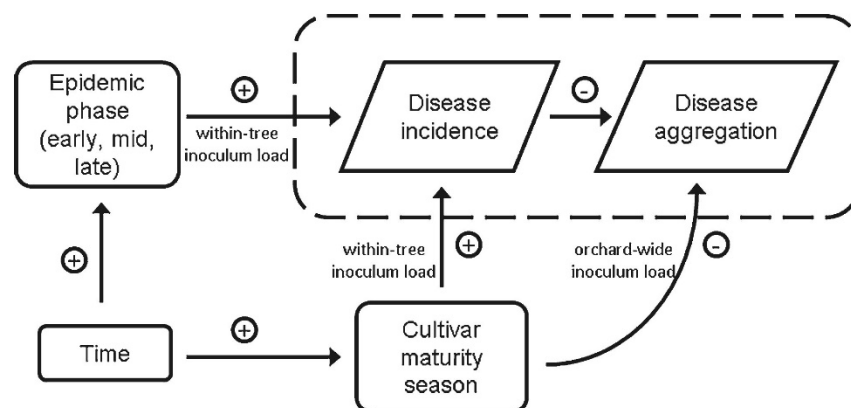 Epidemic
phase
(early, mid,
late)
+
within-tree
inoculum load
Disease
incidence
-
Disease
aggregation
+
within-tree
inoculum load
+
orchard-wide
inoculum load
-
Time
+
Cultivar
maturity
season